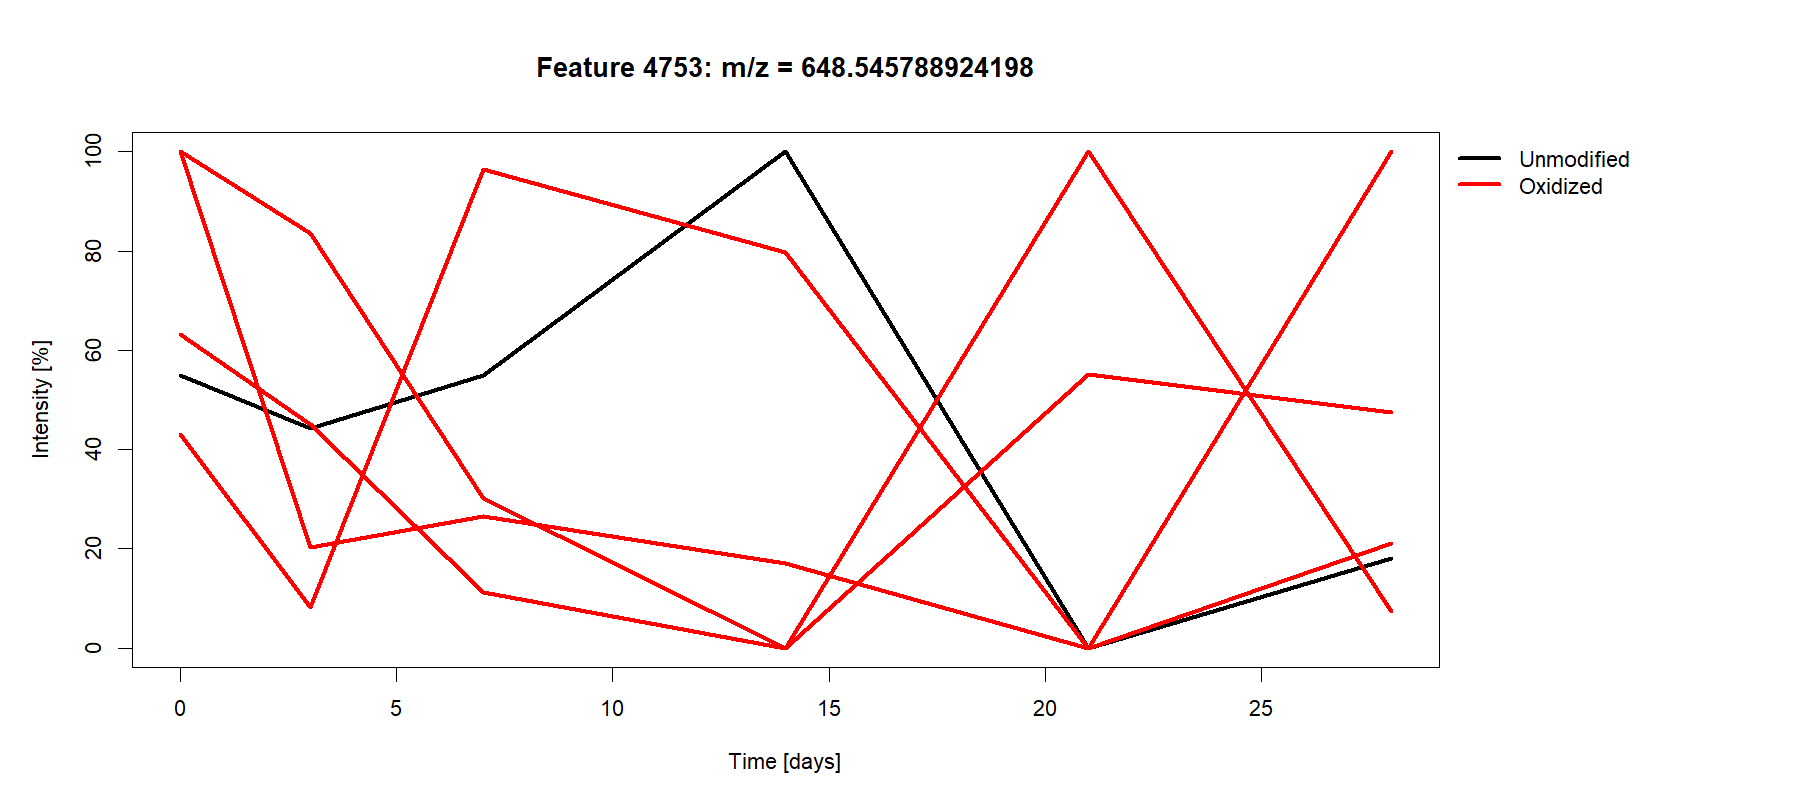 Feature 4753: m/z = 648.545788924198
Unmodified
Oxidized
Intensity [%]
100
80
60
40
20
0
0 5 10 15 20 25
Time [days]